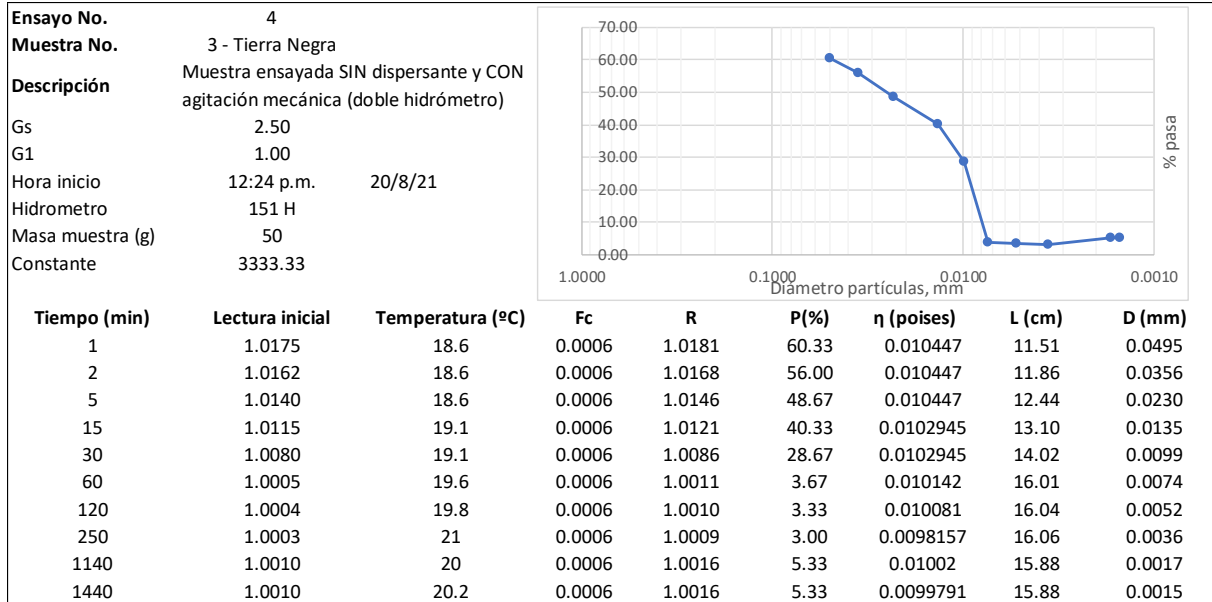 Ensayo No. 4
Muestra No. 3 - Tierra Negra
Descripción Muestra ensayada SIN dispersante y CON
agitación mecánica (doble hidrómetro)
Gs 2.50
G1 1.00
Hora inicio 12:24 p.m. 20/8/21
Hidrometro 151 H
Masa muestra (g) 50
Constante 3333.33
70.00
60.00
50.00
40.00
30.00
20.00
10.00
0.00
1.0000 0.1000 0.0100 0.0010
Diámetro partículas, mm
% pasa
Tiempo (min) Lectura inicial Temperatura (ºC) Fc R P(%) η (poises) L (cm) D (mm)
1 1.0175 18.6 0.0006 1.0181 60.33 0.010447 11.51 0.0495
2 1.0162 18.6 0.0006 1.0168 56.00 0.010447 11.86 0.0356
5 1.0140 18.6 0.0006 1.0146 48.67 0.010447 12.44 0.0230
15 1.0115 19.1 0.0006 1.0121 40.33 0.0102945 13.10 0.0135
30 1.0080 19.1 0.0006 1.0086 28.67 0.0102945 14.02 0.0099
60 1.0005 19.6 0.0006 1.0011 3.67 0.010142 16.01 0.0074
120 1.0004 19.8 0.0006 1.0010 3.33 0.010081 16.04 0.0052
250 1.0003 21 0.0006 1.0009 3.00 0.0098157 16.06 0.0036
1140 1.0010 20 0.0006 1.0016 5.33 0.01002 15.88 0.0017
1440 1.0010 20.2 0.0006 1.0016 5.33 0.0099791 15.88 0.0015